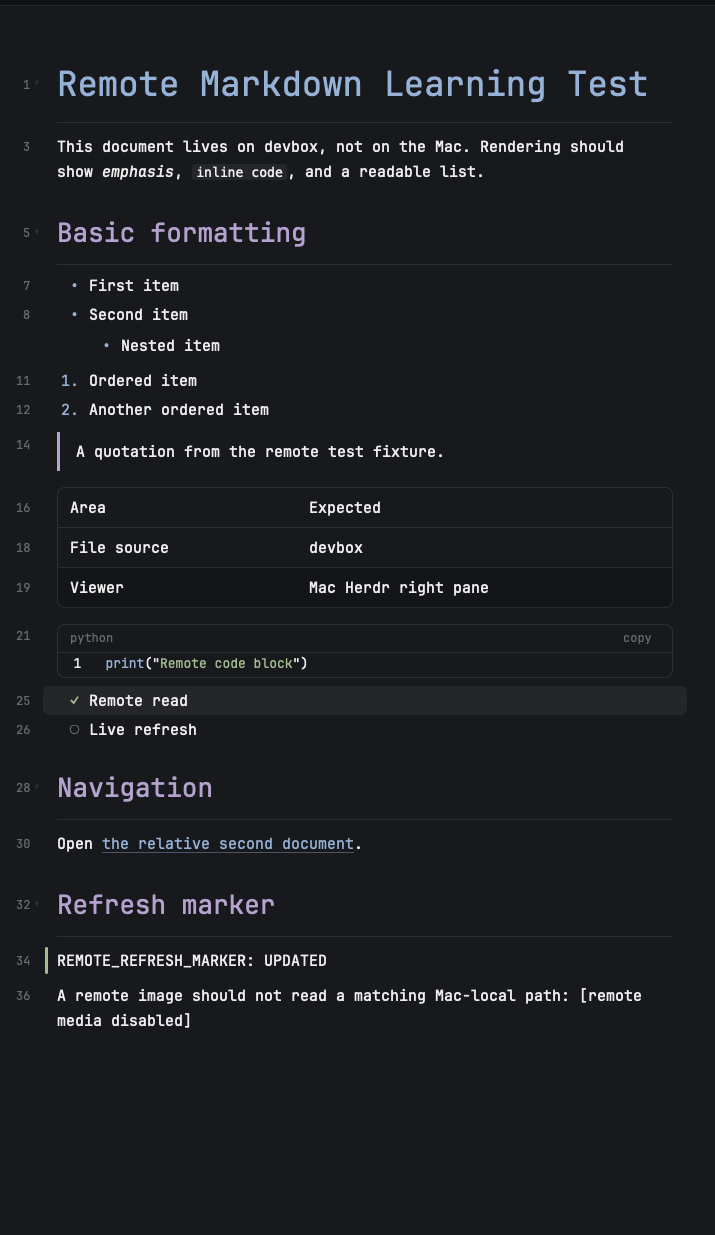 1 Remote Markdown Learning Test
3 This document lives on devbox, not on the Mac. Rendering should
show emphasis, inline code, and a readable list.
5 Basic formatting
7 • First item
8 • Second item
• Nested item
11 1. Ordered item
12 2. Another ordered item
14 A quotation from the remote test fixture.
16 Area Expected
18 File source devbox
19 Viewer Mac Herdr right pane
21 python copy
1 print("Remote code block")
25 ✓ Remote read
26 ○ Live refresh
28 Navigation
30 Open the relative second document.
32 Refresh marker
34 REMOTE_REFRESH_MARKER: UPDATED
36 A remote image should not read a matching Mac-local path: [remote
media disabled]